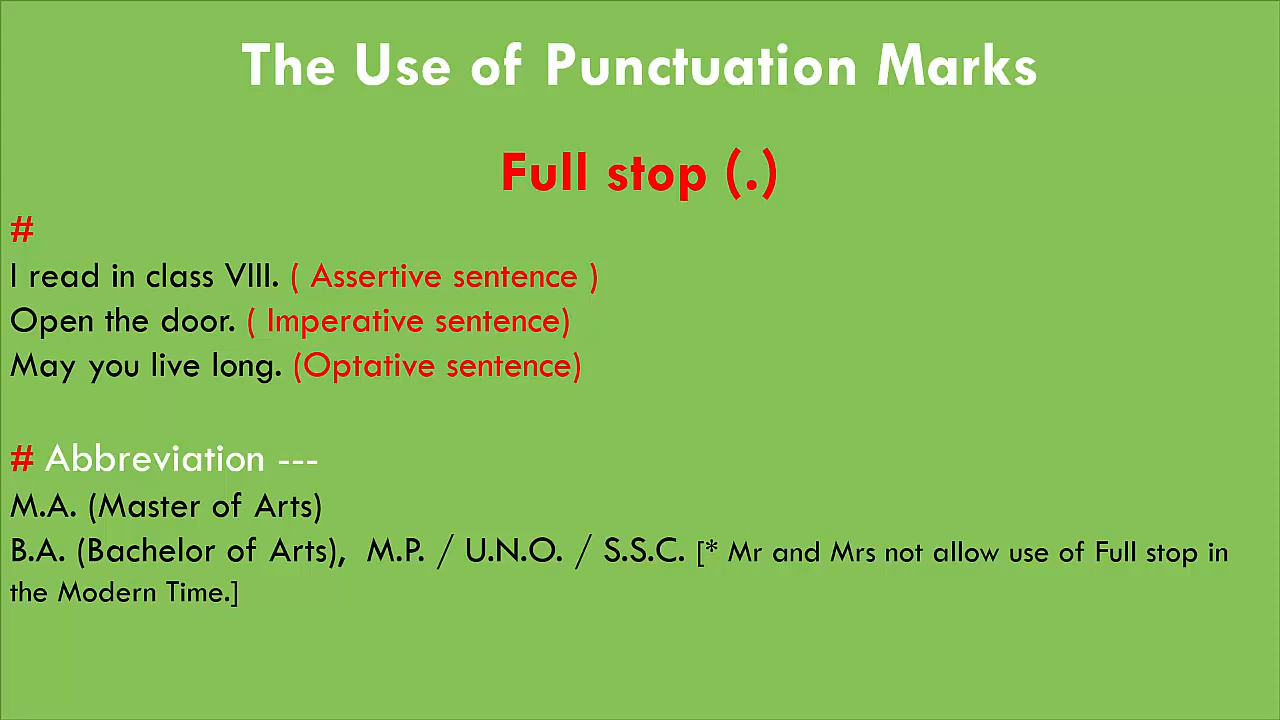 The Use of Punctuation Marks
Full stop (.)
#
I read in class VIII. ( Assertive sentence )
Open the door. ( Imperative sentence)
May you live long. (Optative sentence)
# Abbreviation ---
M.A. (Master of Arts)
B.A. (Bachelor of Arts), M.P. / U.N.O. / S.S.C. [* Mr and Mrs not allow use of Full stop in
the Modern Time.]